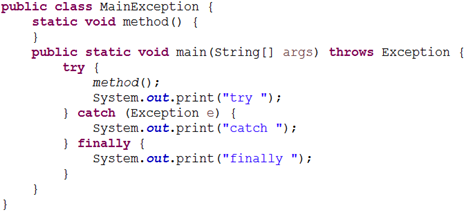 public class MainException {
    static void method() {
    }
    public static void main(String[] args) throws Exception {
        try {
            method();
            System.out.print("try ");
        } catch (Exception e) {
            System.out.print("catch ");
        } finally {
            System.out.print("finally ");
        }
    }
}